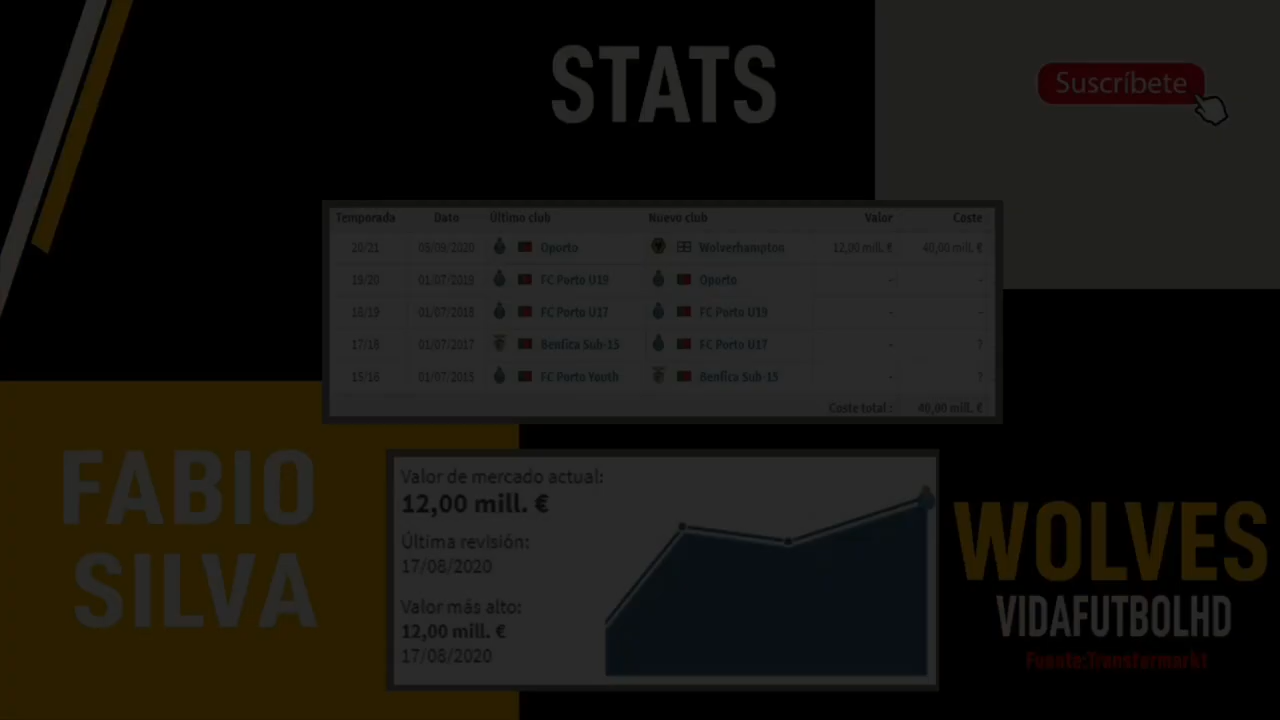 STATS
Suscríbete
Temporada Dato Último club Nuevo club Valor Coste
20/21 05/09/2020 Oporto Wolverhampton 12,00 mill. € 40,00 mill. €
19/20 01/07/2019 FC Porto U19 Oporto - -
18/19 01/07/2018 FC Porto U17 FC Porto U19 - -
17/18 01/07/2017 Benfica Sub-15 FC Porto U17 - ?
15/16 01/07/2015 FC Porto Youth Benfica Sub-15 - ?
Coste total : 40,00 mill. €
FABIO
SILVA
Valor de mercado actual:
12,00 mill. €
Última revisión:
17/08/2020
Valor más alto:
12,00 mill. €
17/08/2020
WOLVES
VIDAFUTBOLHD
Fuente:Transfermarkt